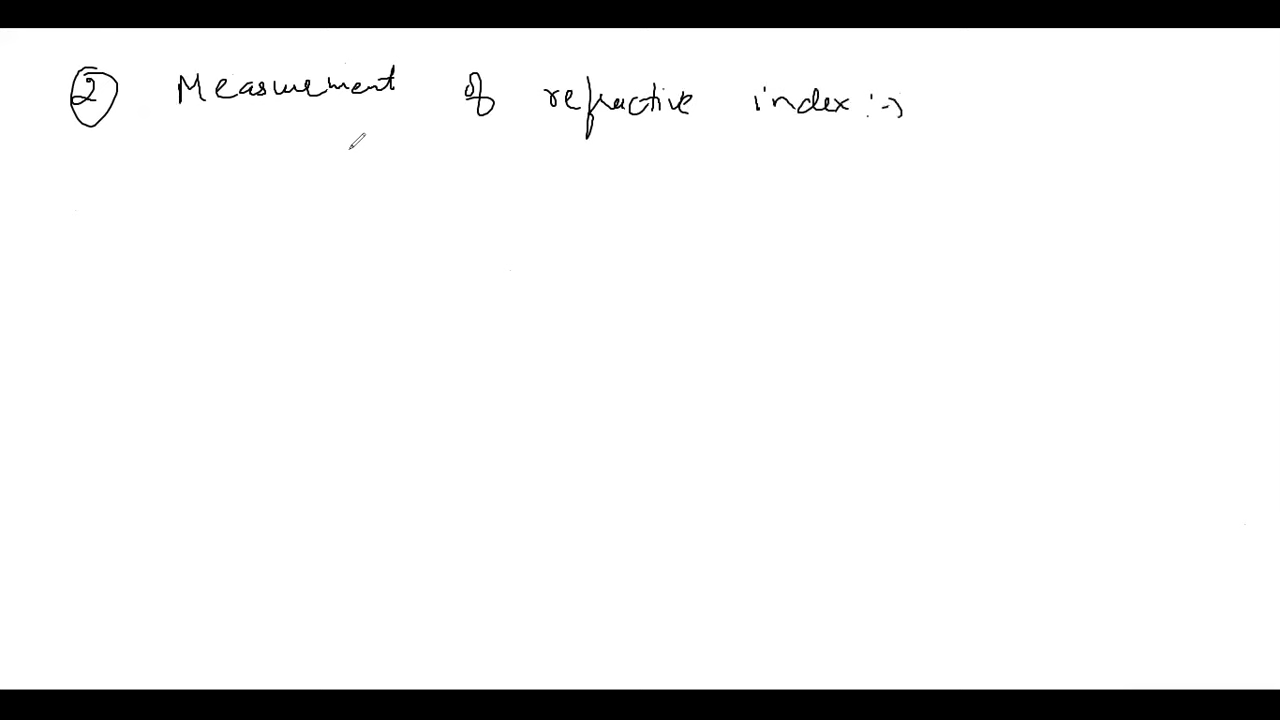 ② Measurement of refractive index :→